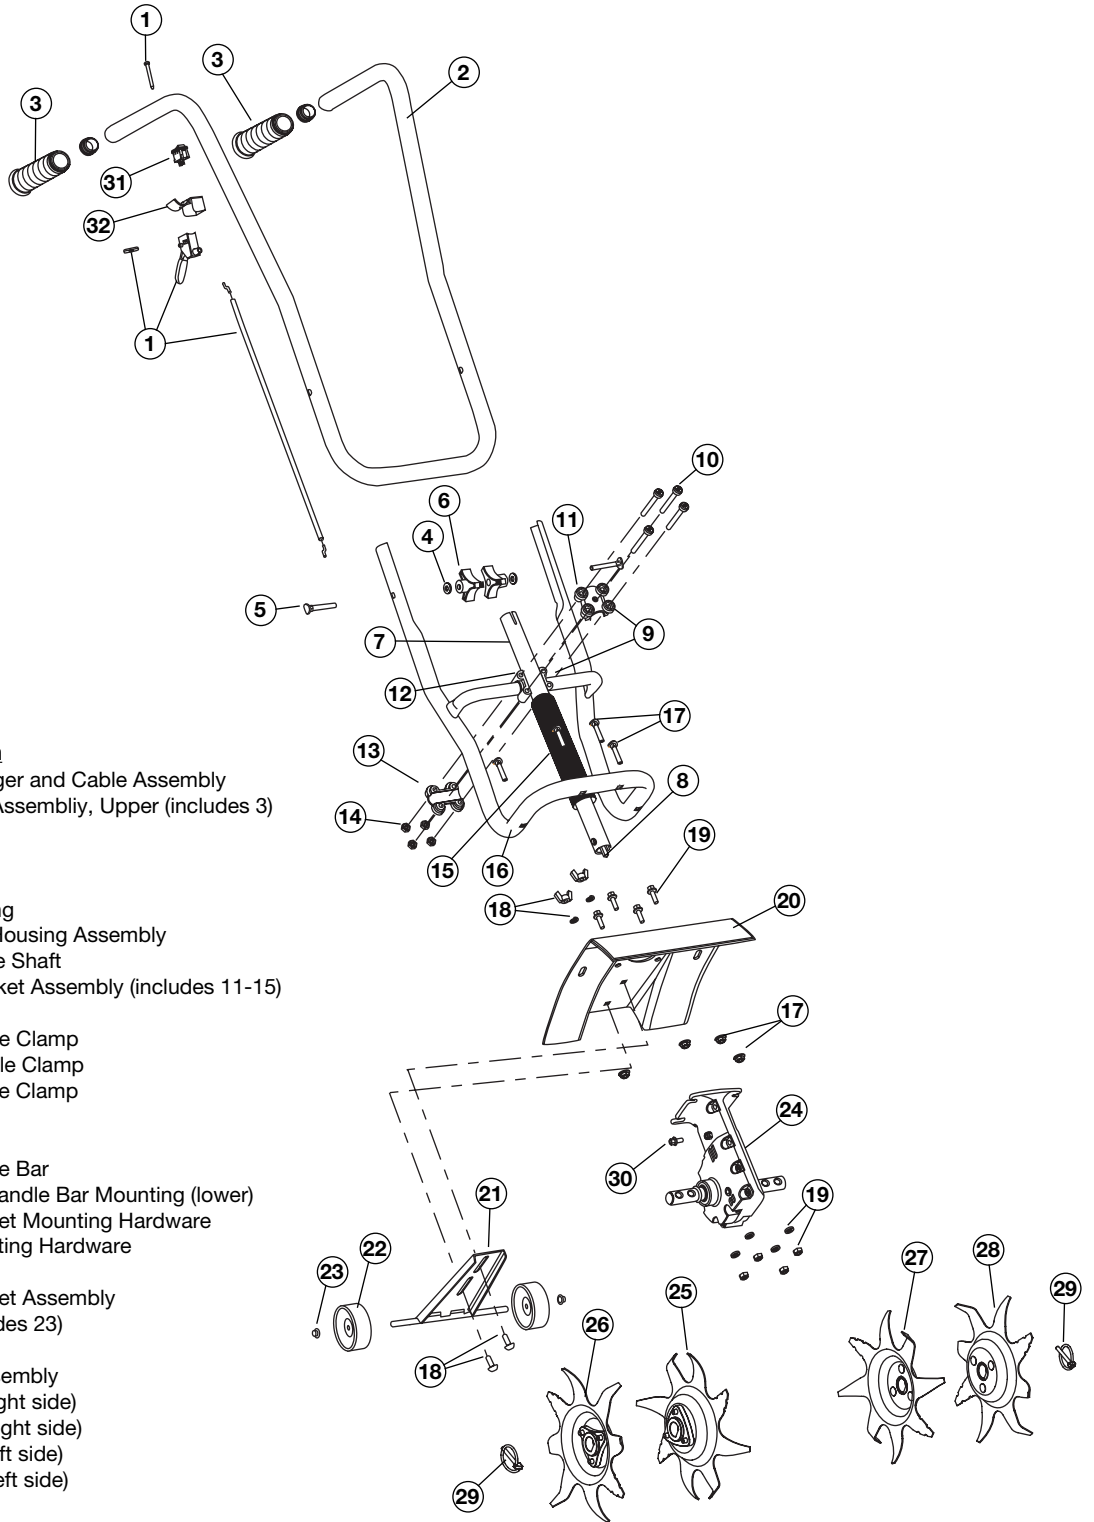 1
3
2
3
31
32
1
10
6
11
4
5
9
7
12
17
13
8
14
15
16
19
18
20
17
24
30
21
19
22
23
27
28
29
25
26
18
29
ger and Cable Assembly
Assembliy, Upper (includes 3)
ng
Housing Assembly
e Shaft
ket Assembly (includes 11-15)
e Clamp
le Clamp
e Clamp
e Bar
andle Bar Mounting (lower)
et Mounting Hardware
ting Hardware
et Assembly
des 23)
sembly
ght side)
ght side)
ft side)
eft side)